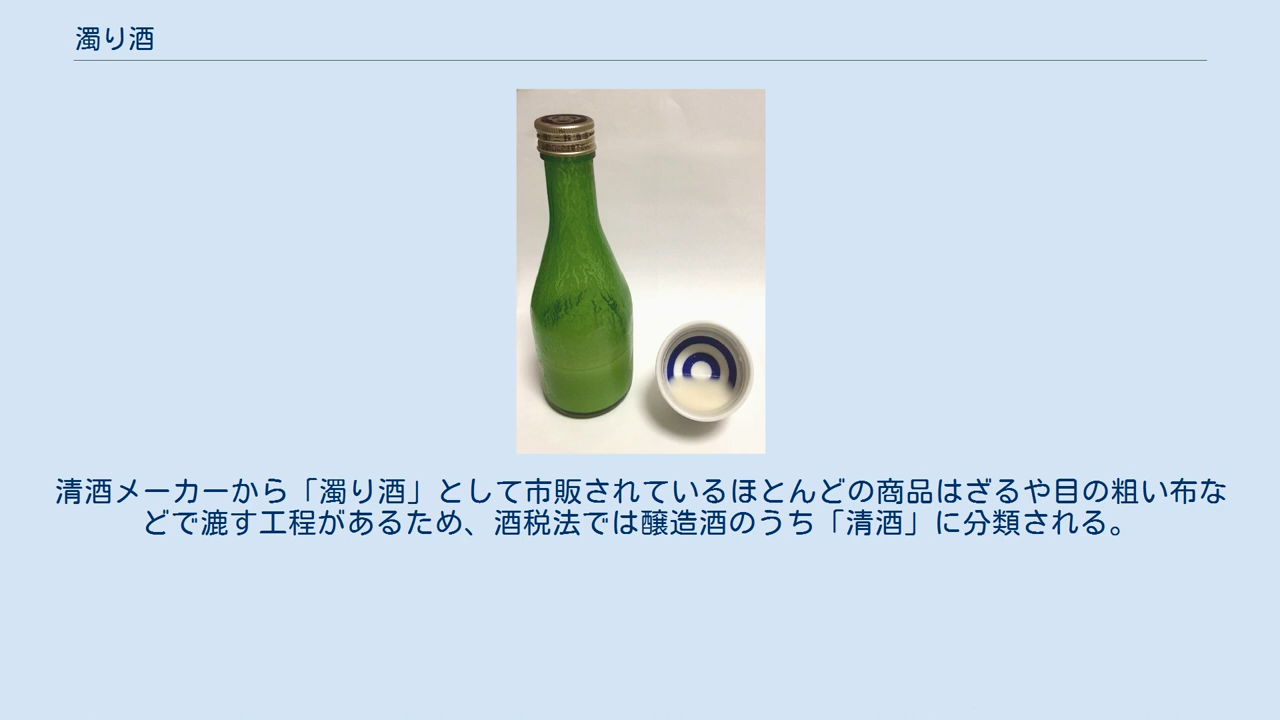 濁り酒
清酒メーカーから「濁り酒」として市販されているほとんどの商品はざるや目の粗い布な
どで漉す工程があるため、酒税法では醸造酒のうち「清酒」に分類される。